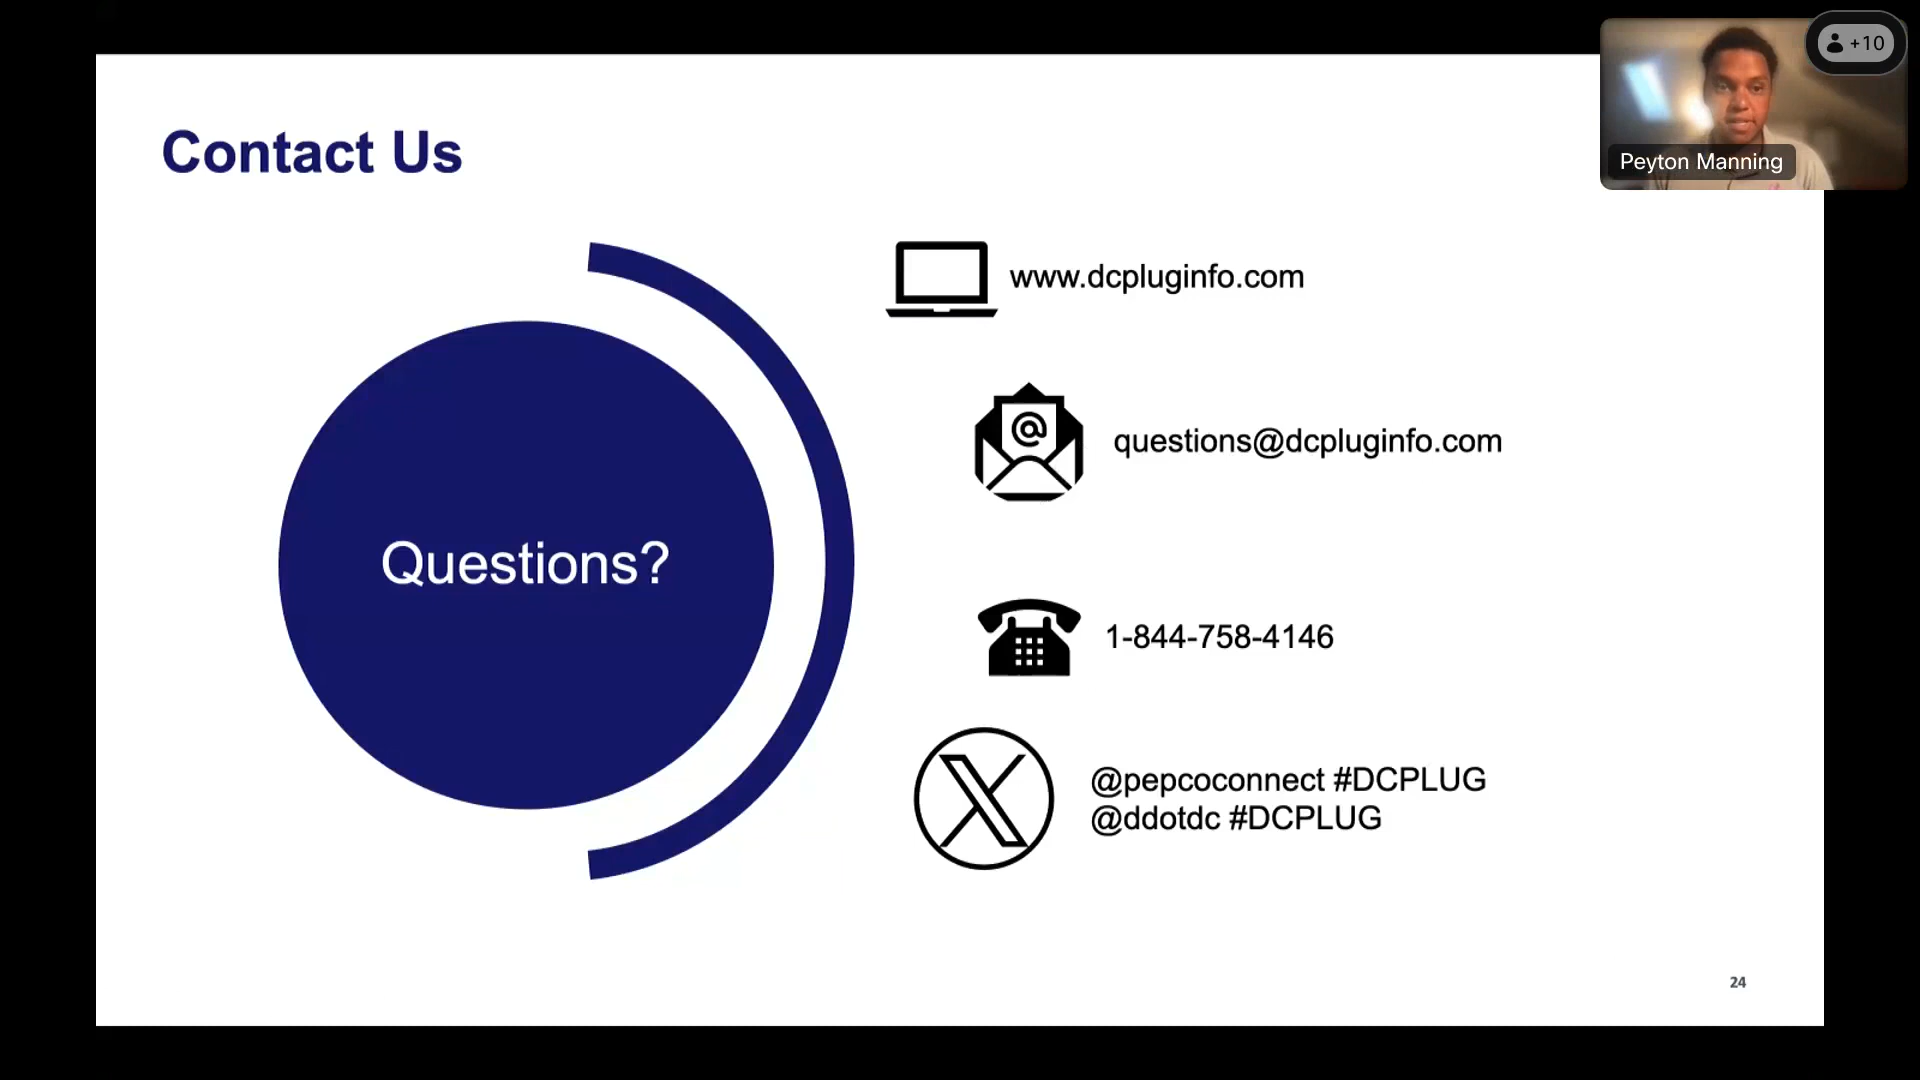 +10
Peyton Manning
Contact Us
www.dcpluginfo.com
@
questions@dcpluginfo.com
Questions?
1-844-758-4146
@pepcoconnect #DCPLUG
@ddotdc #DCPLUG
24